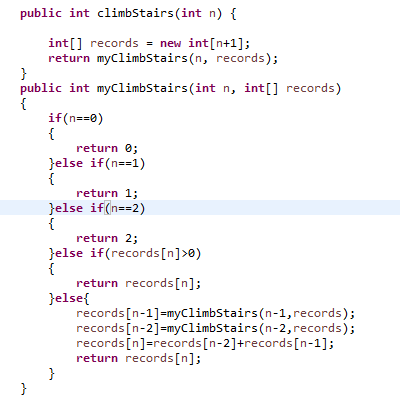 public int climbStairs(int n) {
int[] records = new int[n+1];
return myClimbStairs(n, records);
}
public int myClimbStairs(int n, int[] records)
{
if(n==0)
{
return 0;
}else if(n==1)
{
return 1;
}else if(n==2)
{
return 2;
}else if(records[n]>0)
{
return records[n];
}else{
records[n-1]=myClimbStairs(n-1,records);
records[n-2]=myClimbStairs(n-2,records);
records[n]=records[n-2]+records[n-1];
return records[n];
}
}